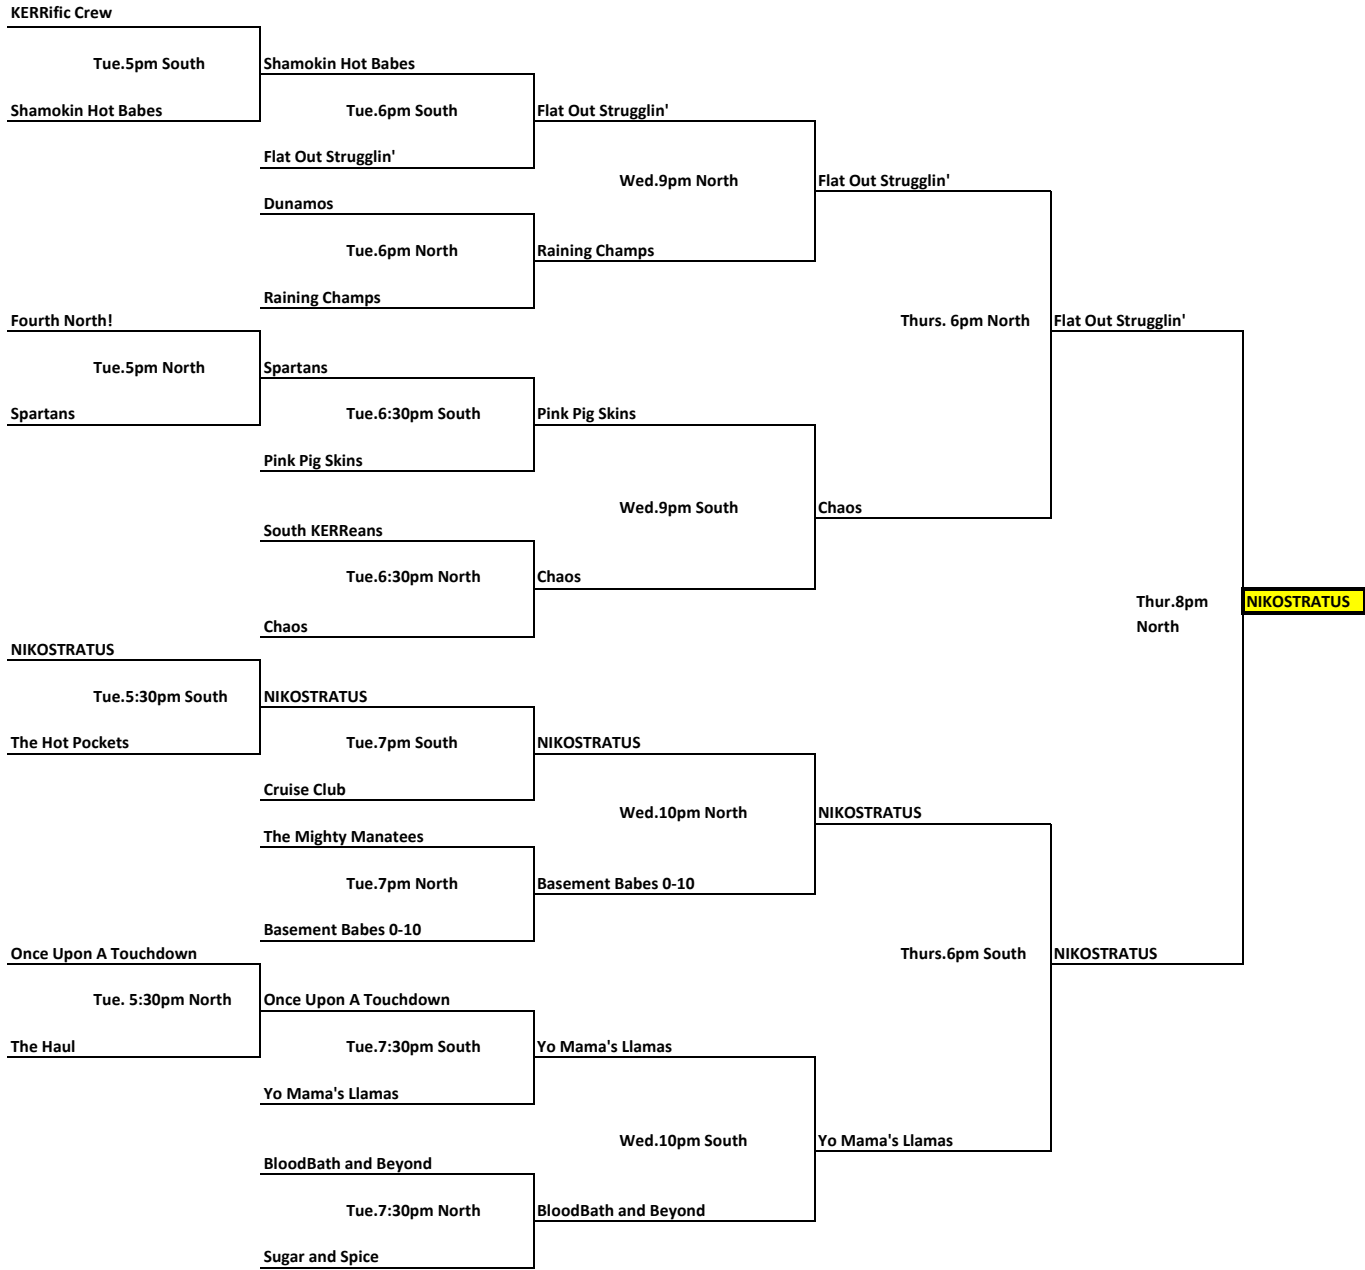 KERRific Crew
Tue.5pm South
Shamokin Hot Babes
Shamokin Hot Babes
Tue.6pm South
Flat Out Strugglin'
Flat Out Strugglin'
Wed.9pm North
Flat Out Strugglin'
Dunamos
Tue.6pm North
Raining Champs
Raining Champs
Fourth North!
Thurs. 6pm North
Flat Out Strugglin'
Tue.5pm North
Spartans
Spartans
Tue.6:30pm South
Pink Pig Skins
Pink Pig Skins
Wed.9pm South
Chaos
South KERReans
Tue.6:30pm North
Chaos
Thur.8pm
North
NIKOSTRATUS
Chaos
NIKOSTRATUS
Tue.5:30pm South
NIKOSTRATUS
The Hot Pockets
Tue.7pm South
NIKOSTRATUS
Cruise Club
Wed.10pm North
NIKOSTRATUS
The Mighty Manatees
Tue.7pm North
Basement Babes 0-10
Basement Babes 0-10
Once Upon A Touchdown
Thurs.6pm South
NIKOSTRATUS
Tue. 5:30pm North
Once Upon A Touchdown
The Haul
Tue.7:30pm South
Yo Mama's Llamas
Yo Mama's Llamas
Wed.10pm South
Yo Mama's Llamas
BloodBath and Beyond
Tue.7:30pm North
BloodBath and Beyond
Sugar and Spice